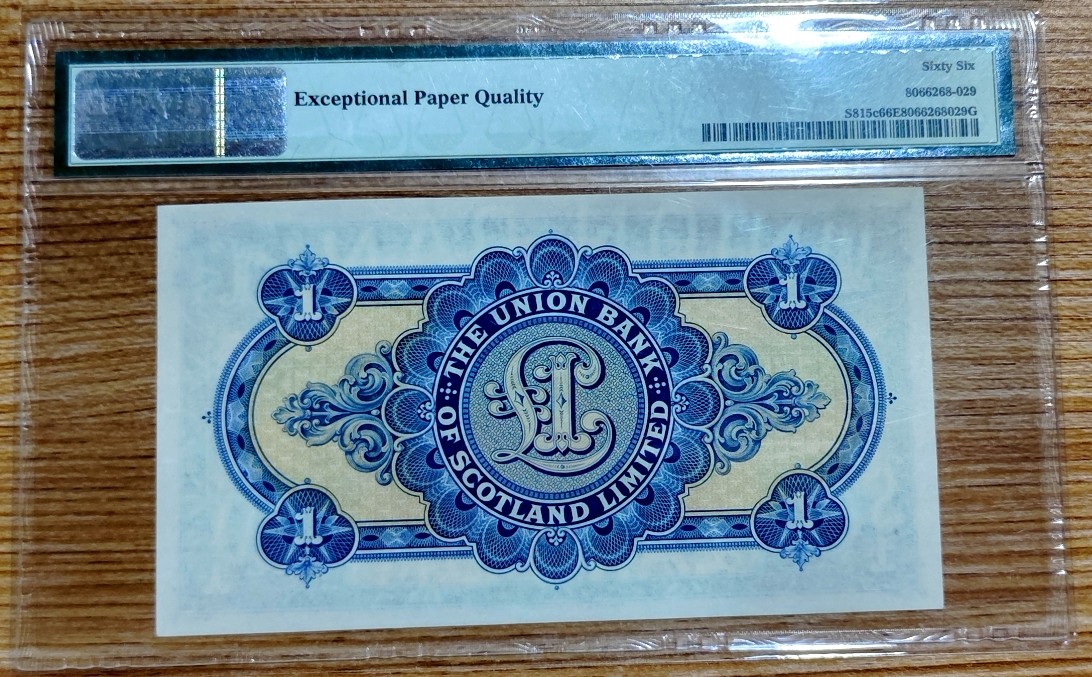 Exceptional Paper Quality
Sixty Six
8066268-029
S815c66E8066268029G
1
1
THE UNION BANK
£1
OF SCOTLAND LIMITED
1
1